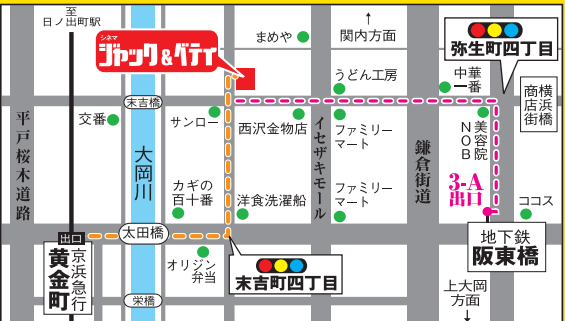 至
日ノ出町駅
シネマ
ジャック&ベティ
まめや
↑
関内方面
弥生町四丁目
うどん工房
中華
一番
横浜橋
商店街
末吉橋
交番
サンロー
西沢金物店
ファミリー
マート
美容院
NOB
平戸桜木道路
大岡川
イセザキモール
鎌倉街道
カギの
百十番
洋食洗濯船
ファミリー
マート
3-A
出口
ココス
太田橋
出口
京浜急行
黄金町
オリジン
弁当
末吉町四丁目
地下鉄
阪東橋
栄橋
上大岡
方面
↓